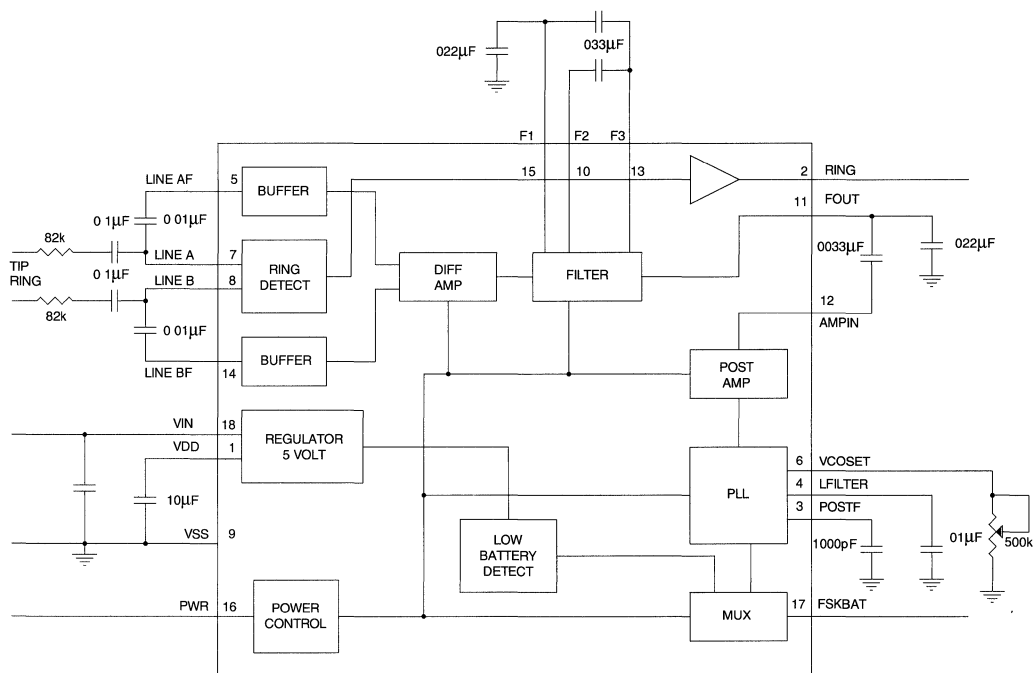 022µF
033µF
F1 F2 F3
15 10 13
2 RING
11 FOUT
LINE AF 5
BUFFER
0 1µF
0 01µF
82k
LINE A 7
TIP
RING
0 1µF
LINE B 8
RING
DETECT
82k
0 01µF
DIFF
AMP
FILTER
0033µF
022µF
12
AMPIN
LINE BF 14
BUFFER
POST
AMP
VIN 18
VDD 1
REGULATOR
5 VOLT
10µF
VSS 9
6 VCOSET
4 LFILTER
3 POSTF
PLL
1000pF
01µF
500k
LOW
BATTERY
DETECT
PWR 16
POWER
CONTROL
MUX
17 FSKBAT